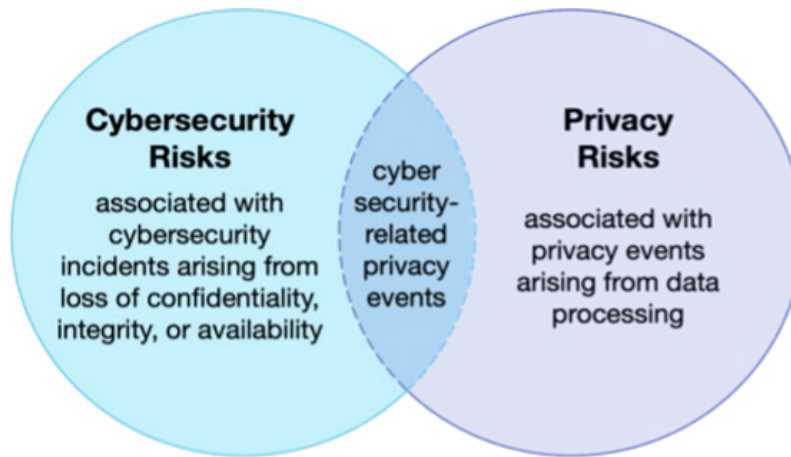 Cybersecurity
Risks
associated with
cybersecurity
incidents arising from
loss of confidentiality,
integrity, or availability
cyber
security-
related
privacy
events
Privacy
Risks
associated with
privacy events
arising from data
processing